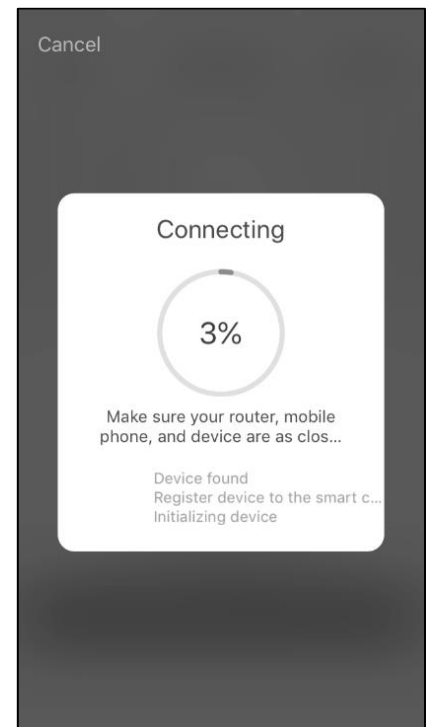 Cancel
Connecting
3%
Make sure your router, mobile
phone, and device are as clos...
Device found
Register device to the smart c...
Initializing device